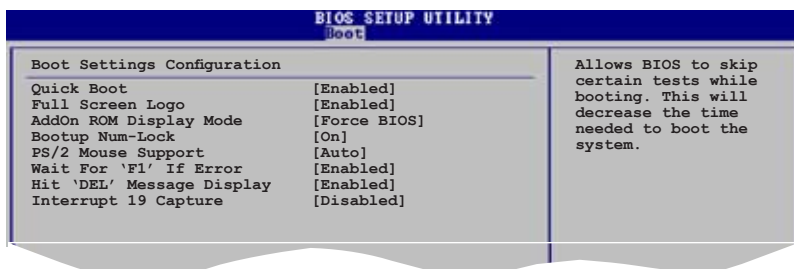 BIOS SETUP UTILITY
Boot
Boot Settings Configuration
Quick Boot [Enabled]
Full Screen Logo [Enabled]
AddOn ROM Display Mode [Force BIOS]
Bootup Num-Lock [On]
PS/2 Mouse Support [Auto]
Wait For ‘F1’ If Error [Enabled]
Hit ‘DEL’ Message Display [Enabled]
Interrupt 19 Capture [Disabled]
Allows BIOS to skip
certain tests while
booting. This will
decrease the time
needed to boot the
system.